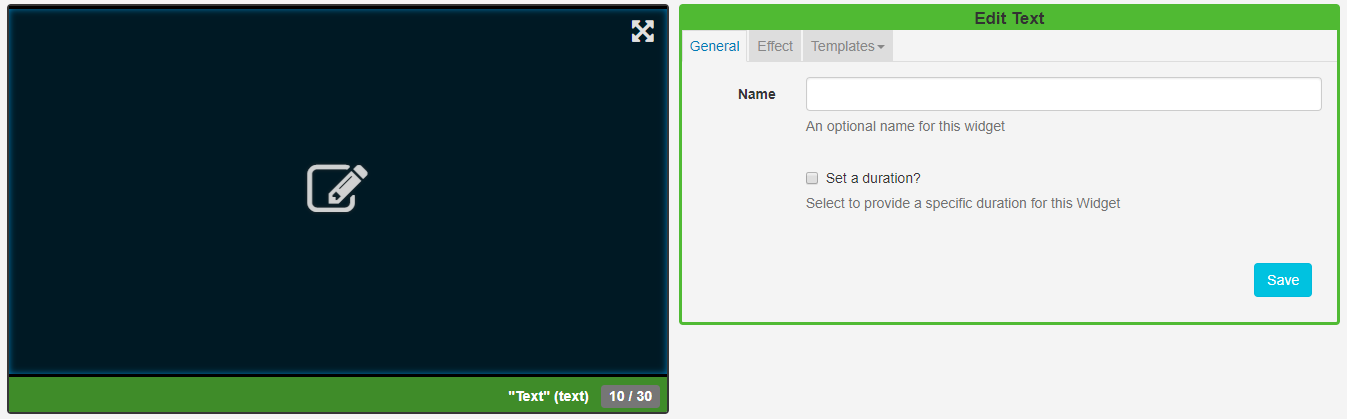 Edit Text
General Effect Templates
Name
An optional name for this widget
Set a duration?
Select to provide a specific duration for this Widget
Save
"Text" (text) 10 / 30